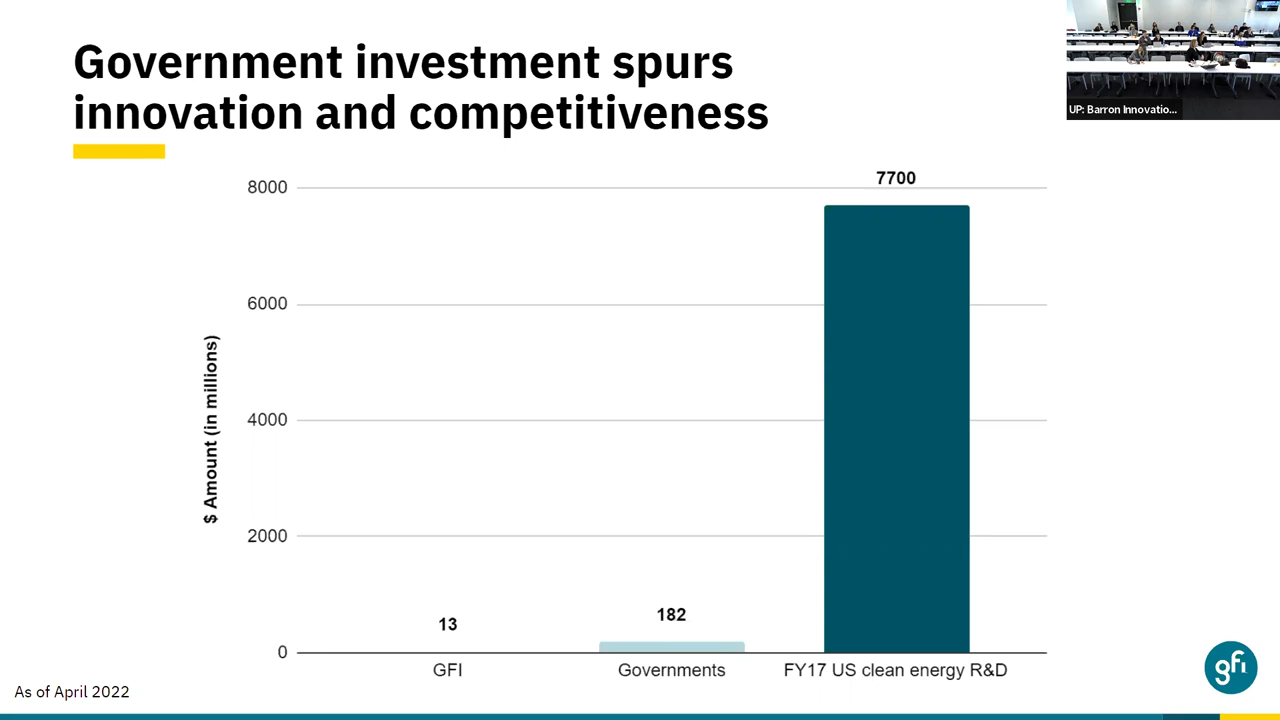 Government investment spurs
innovation and competitiveness
UP: Barron Innovatio...
7700
8000
6000
4000
2000
0
$ Amount (in millions)
13
182
GFI
Governments
FY17 US clean energy R&D
As of April 2022
gfi